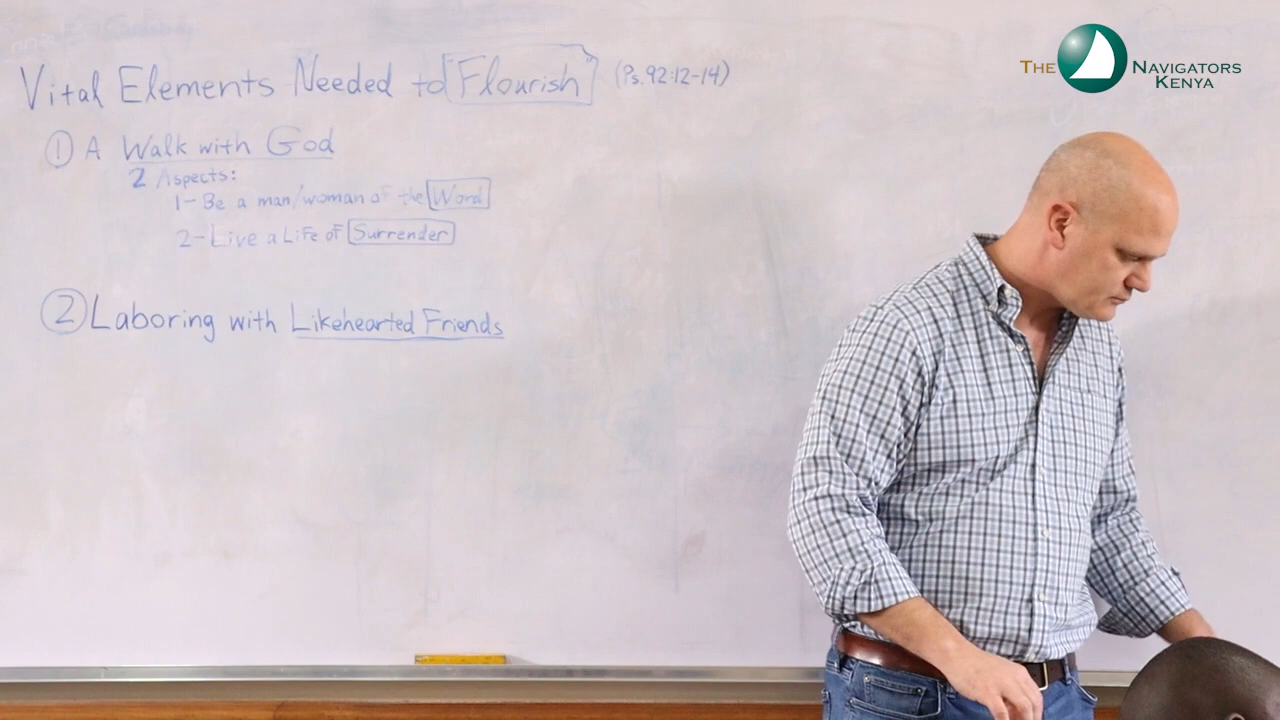 Vital Elements Needed to "Flourish" (Ps. 92:12-14)
① A Walk with God
2 Aspects:
1- Be a man/woman of the Word
2- Live a Life of Surrender
② Laboring with Likehearted Friends
THE NAVIGATORS
KENYA